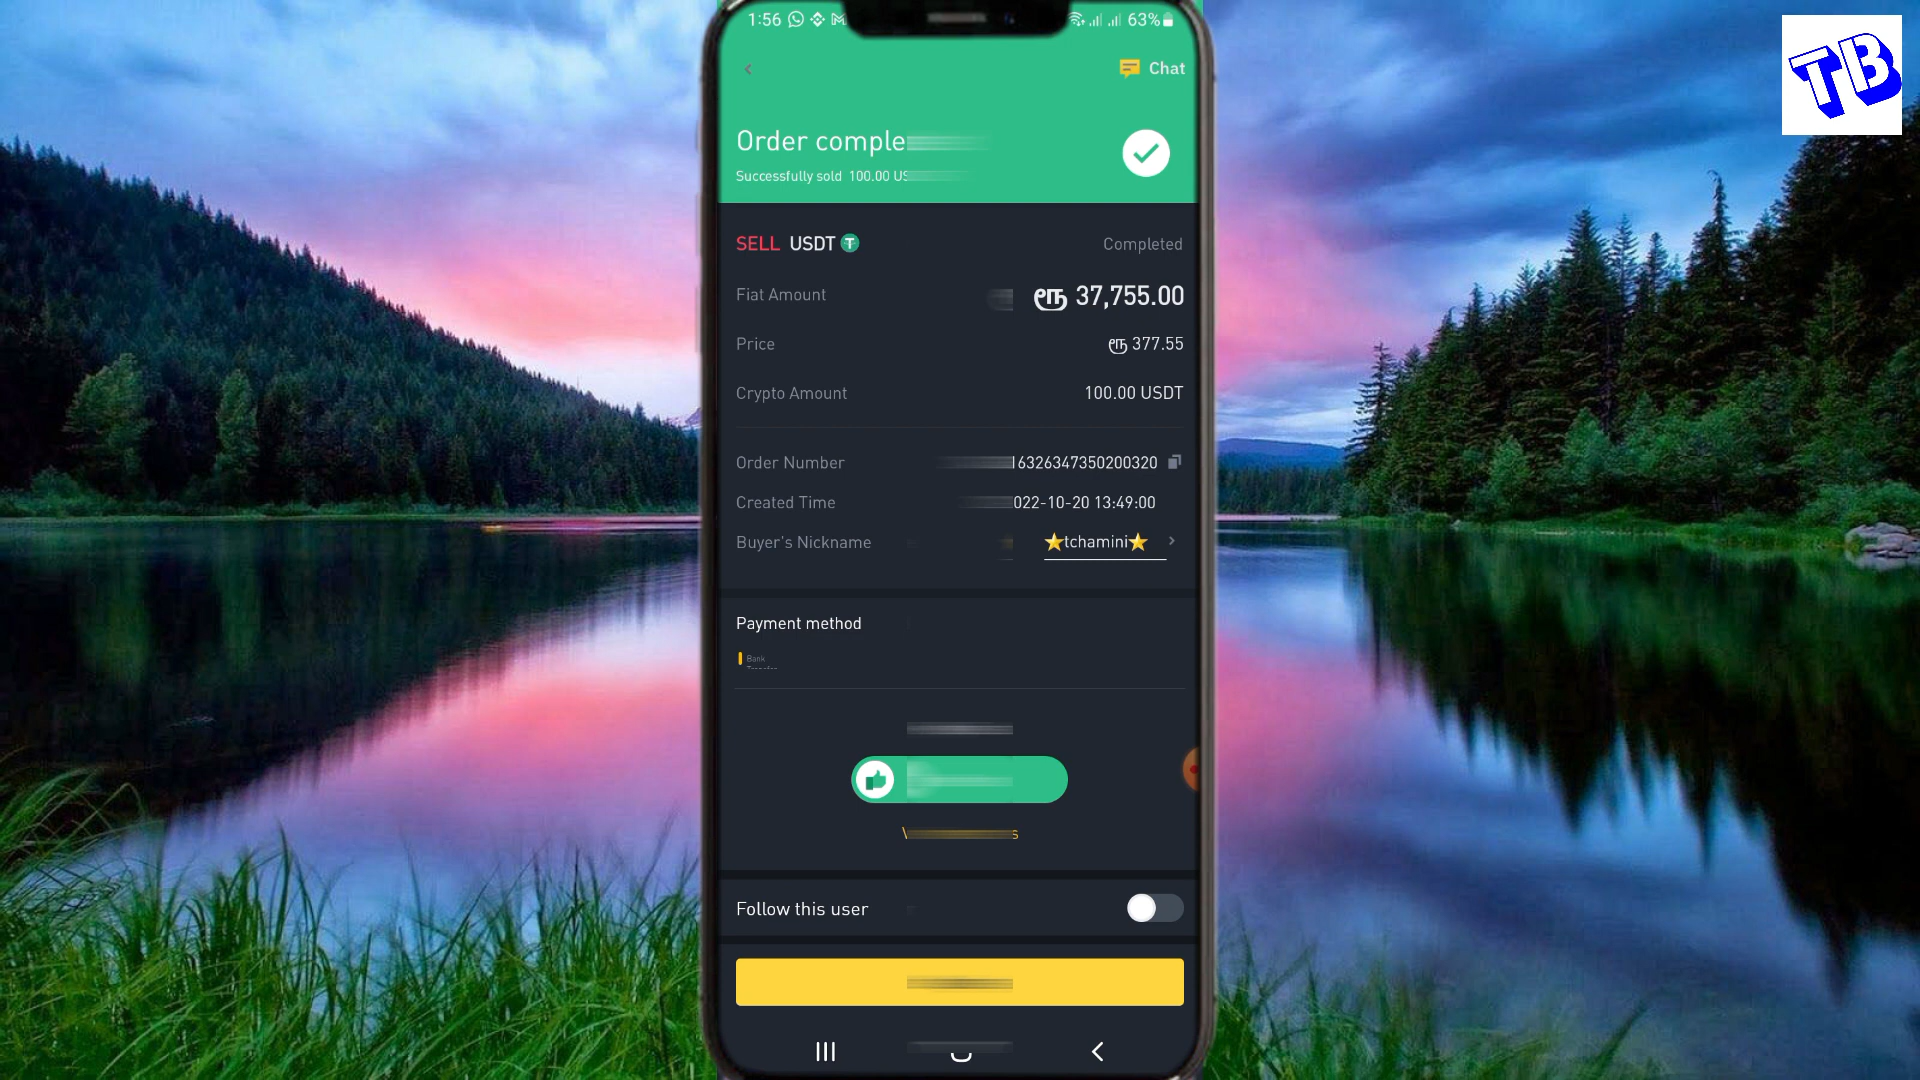 1:56
63%
Chat
TB
Order comple
Successfully sold 100.00 US
SELL USDT
Completed
Fiat Amount
රු 37,755.00
Price
රු 377.55
Crypto Amount
100.00 USDT
Order Number
16326347350200320
Created Time
022-10-20 13:49:00
Buyer's Nickname
⭐tchamini⭐
Payment method
Bank
Follow this user